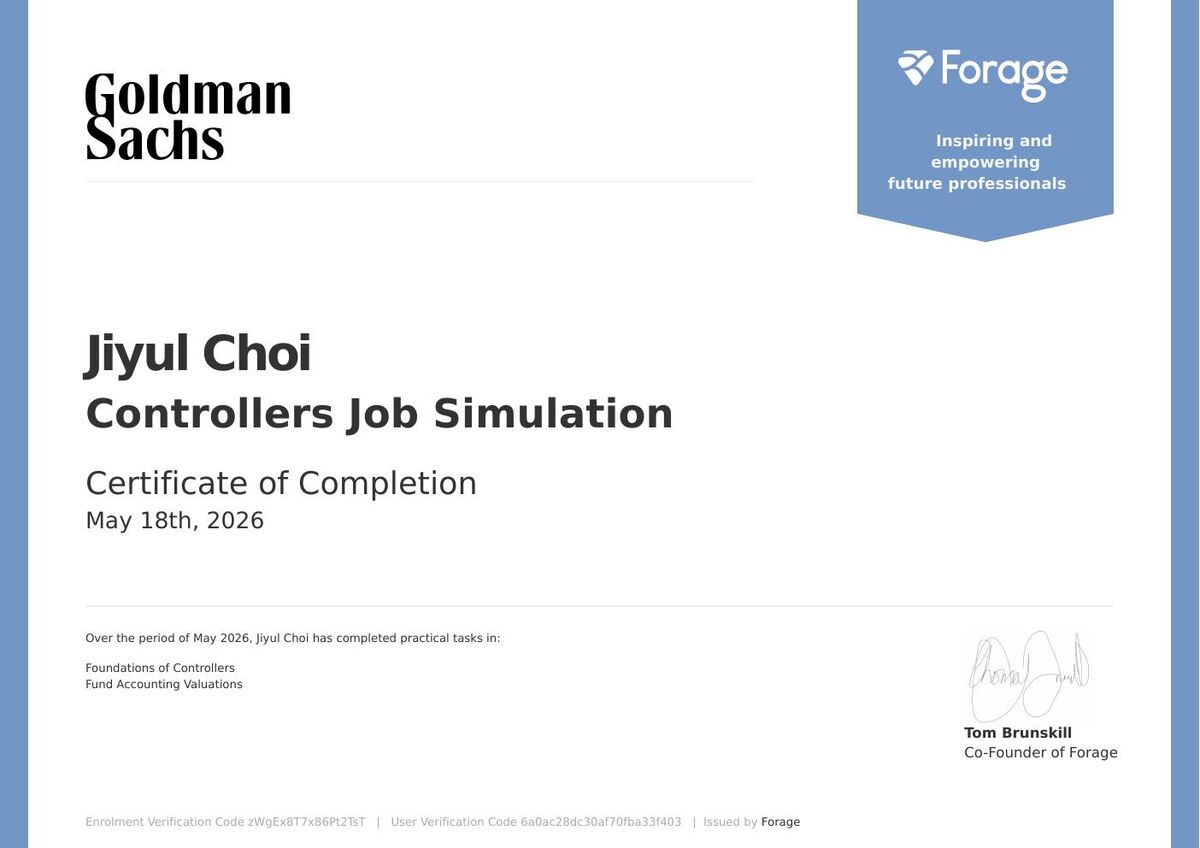 Goldman
Sachs
Forage
Inspiring and
empowering
future professionals
Jiyul Choi
Controllers Job Simulation
Certificate of Completion
May 18th, 2026
Over the period of May 2026, Jiyul Choi has completed practical tasks in:
Foundations of Controllers
Fund Accounting Valuations
Tom Brunskill
Co-Founder of Forage
Enrolment Verification Code zWgEx8T7x86Pt2TsT | User Verification Code 6a0ac28dc30af70fba33f403 | Issued by Forage